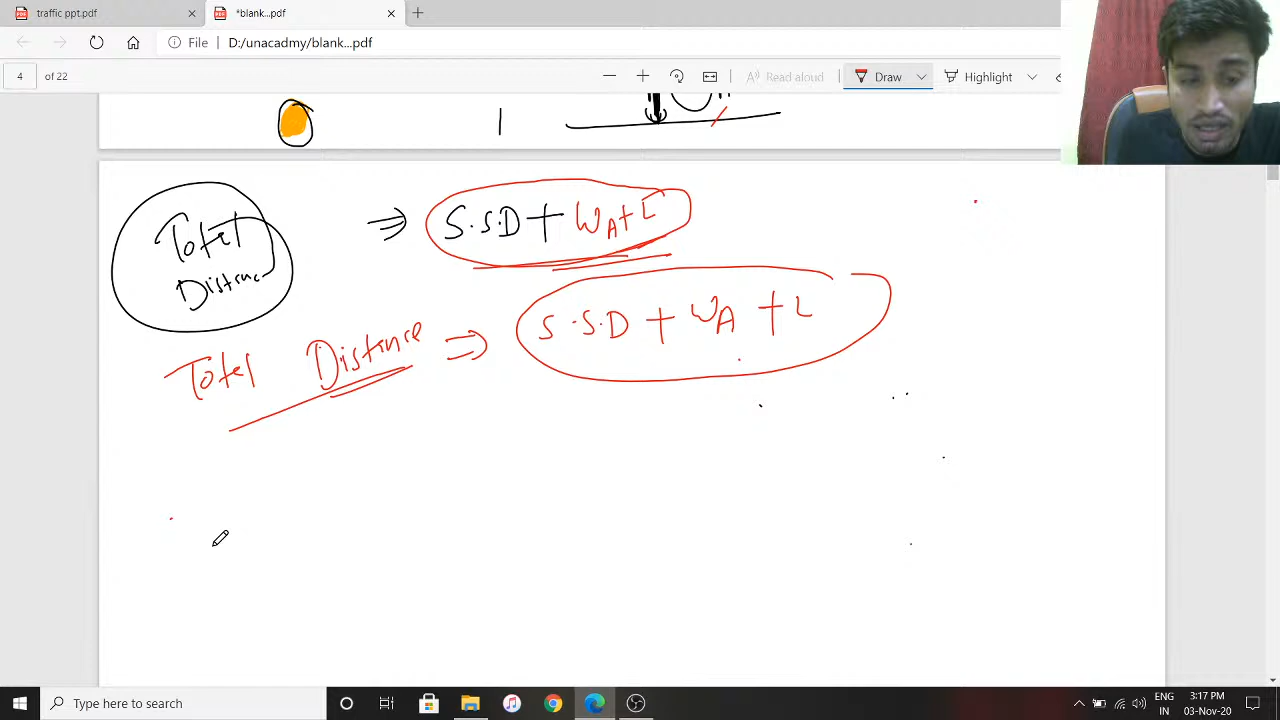 traffic ppt.pdf
*blank...pdf
File D:/unacadmy/blank...pdf
4 of 22 Read aloud Draw Highlight
Total Distance ⇒ S.S.D + WA + L
Total Distance ⇒ S.S.D + WA + L
Type here to search
ENG 3:17 PM
IN 03-Nov-20